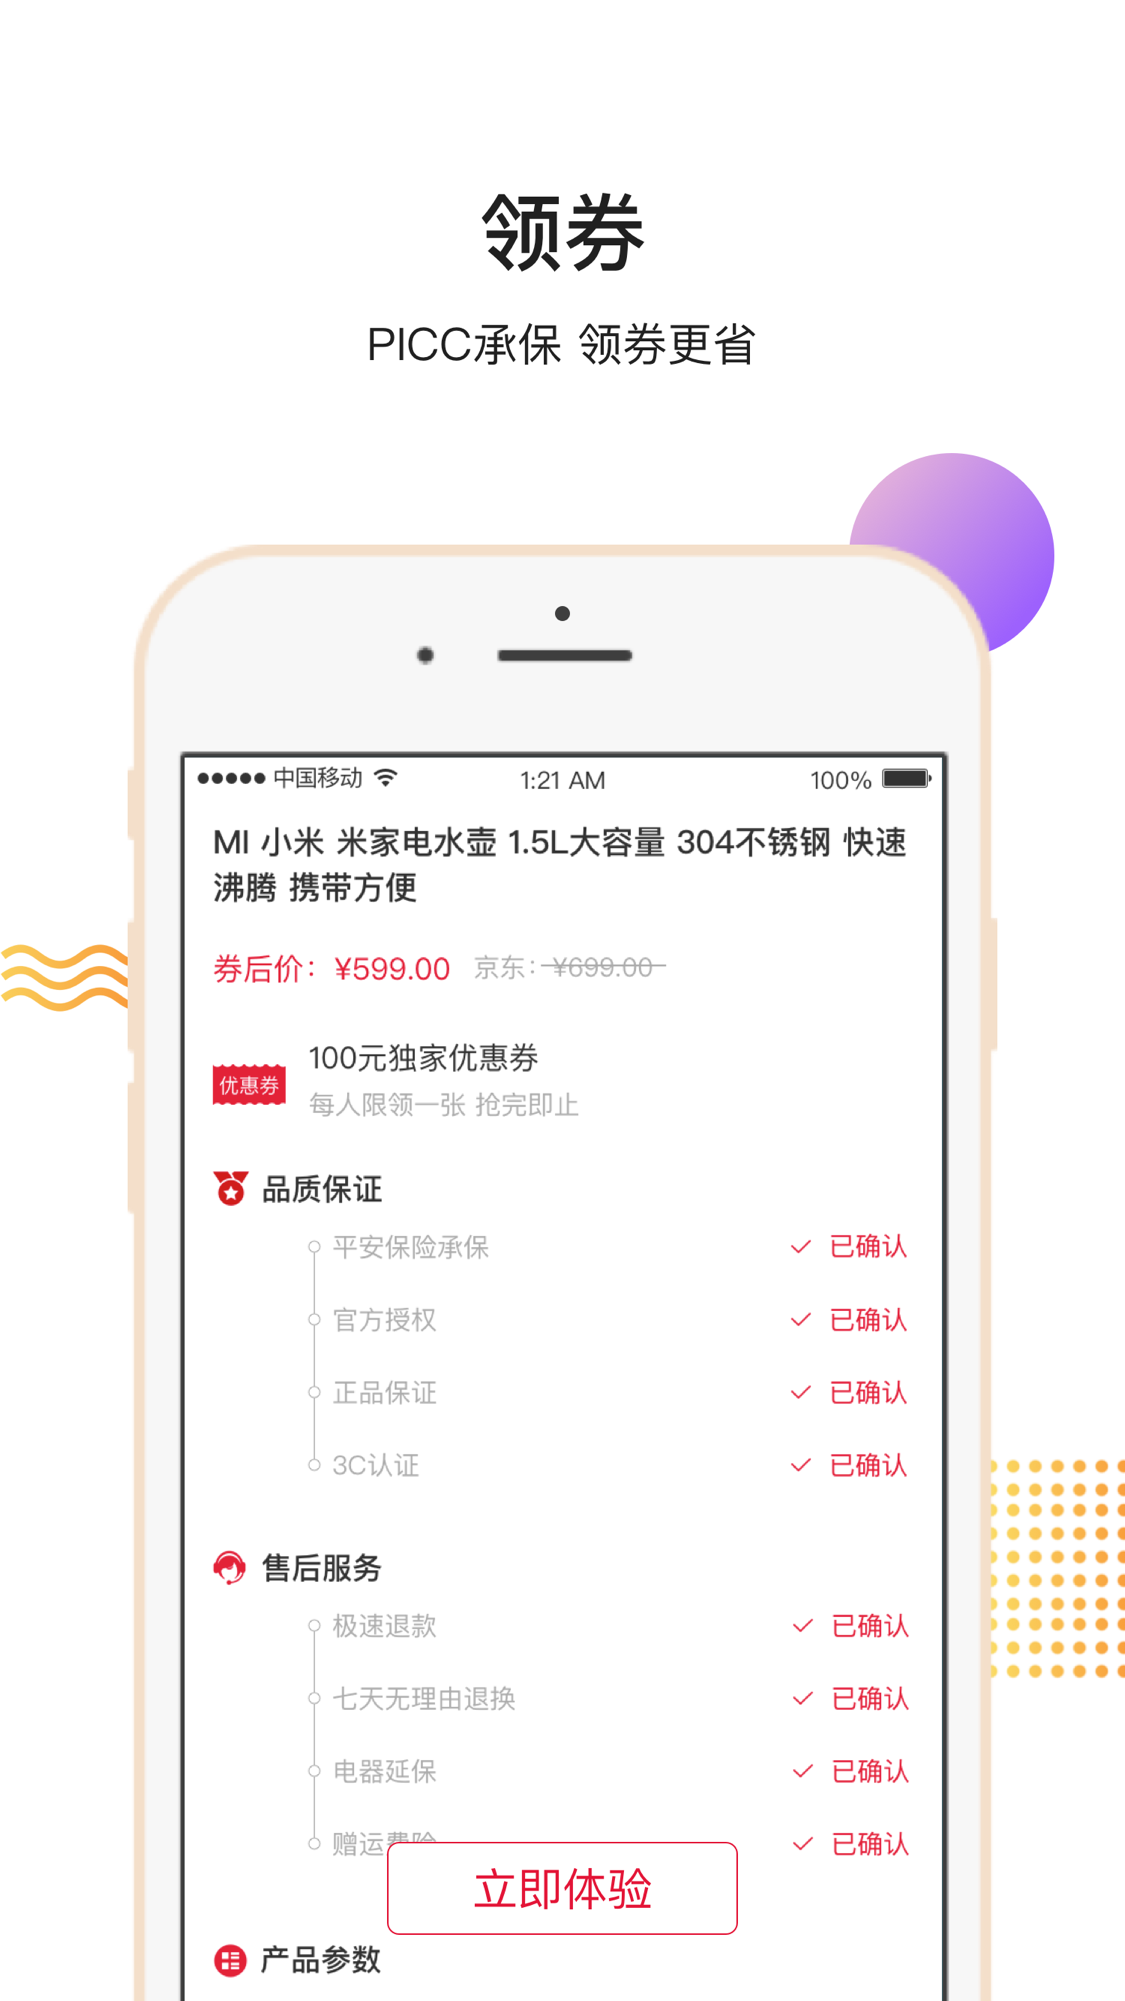 领券
PICC承保 领券更省
中国移动 1:21 AM 100%
MI 小米 米家电水壶 1.5L大容量 304不锈钢 快速
沸腾 携带方便
券后价：¥599.00 京东：¥699.00
100元独家优惠券
优惠券
每人限领一张 抢完即止
品质保证
平安保险承保 已确认
官方授权 已确认
正品保证 已确认
3C认证 已确认
售后服务
极速退款 已确认
七天无理由退换 已确认
电器延保 已确认
赠运费险 已确认
立即体验
产品参数